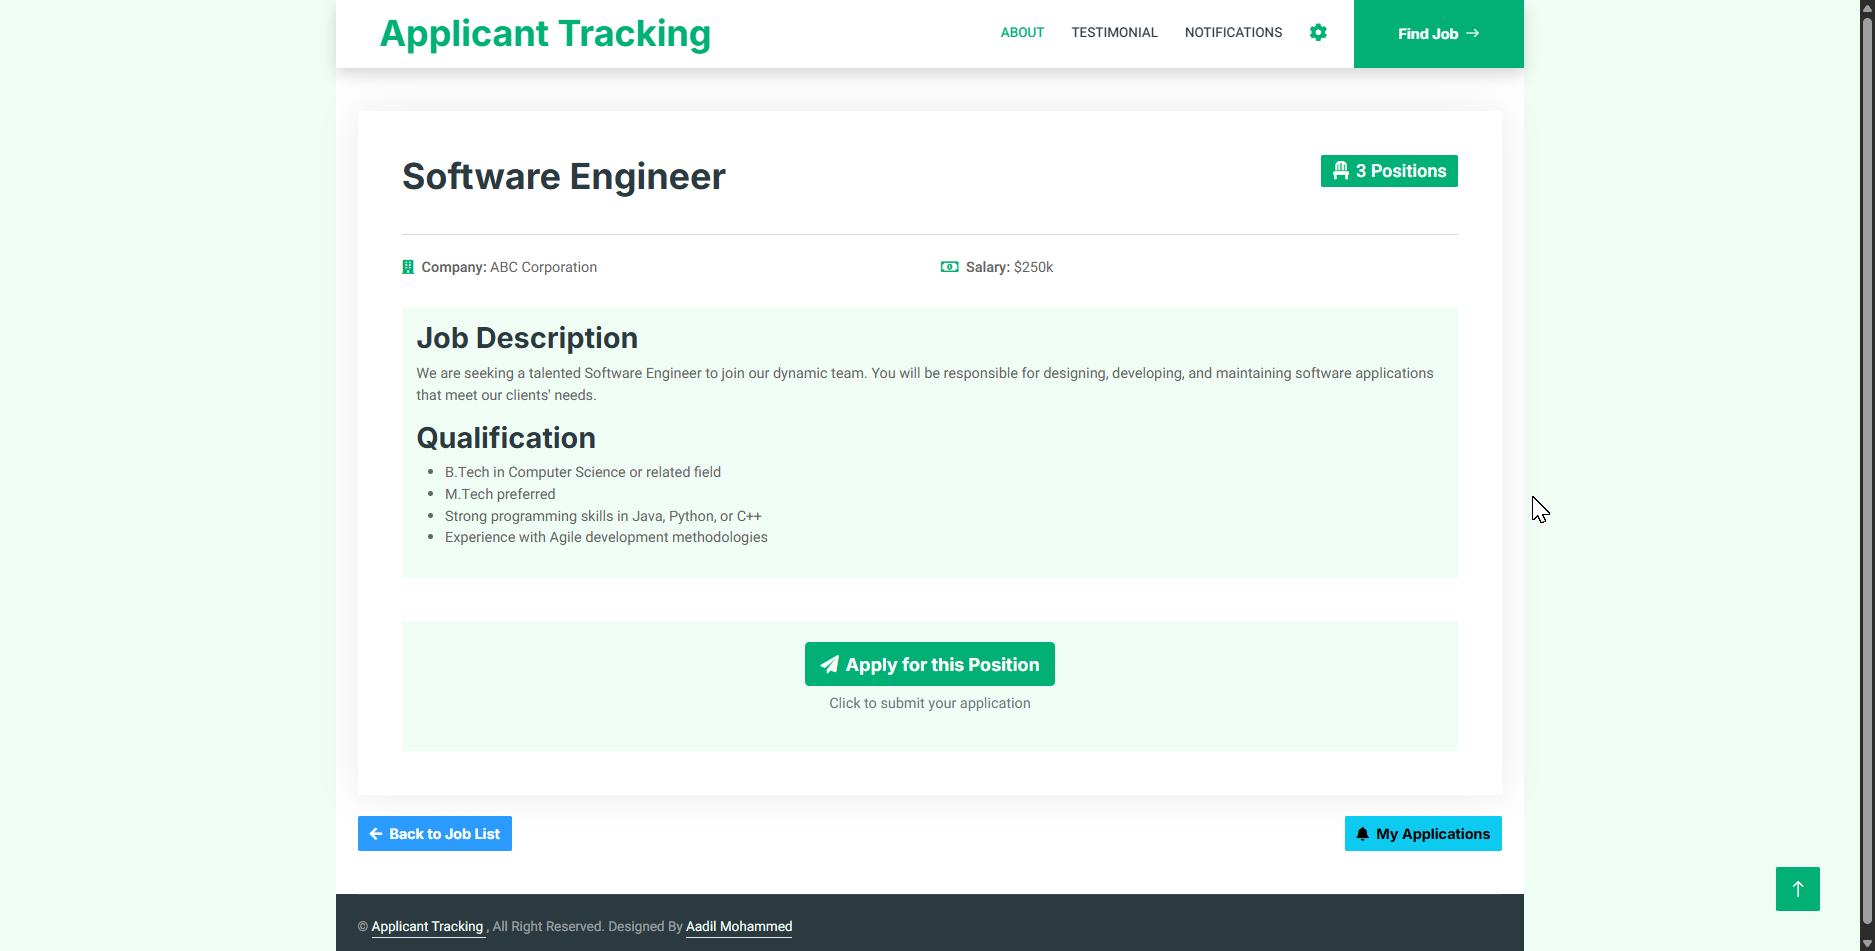 Applicant Tracking
ABOUT
TESTIMONIAL
NOTIFICATIONS
Find Job
Software Engineer
3 Positions
Company: ABC Corporation
Salary: $250k
Job Description
We are seeking a talented Software Engineer to join our dynamic team. You will be responsible for designing, developing, and maintaining software applications
that meet our clients' needs.
Qualification
B.Tech in Computer Science or related field
M.Tech preferred
Strong programming skills in Java, Python, or C++
Experience with Agile development methodologies
Apply for this Position
Click to submit your application
Back to Job List
My Applications
© Applicant Tracking , All Right Reserved. Designed By Aadil Mohammed